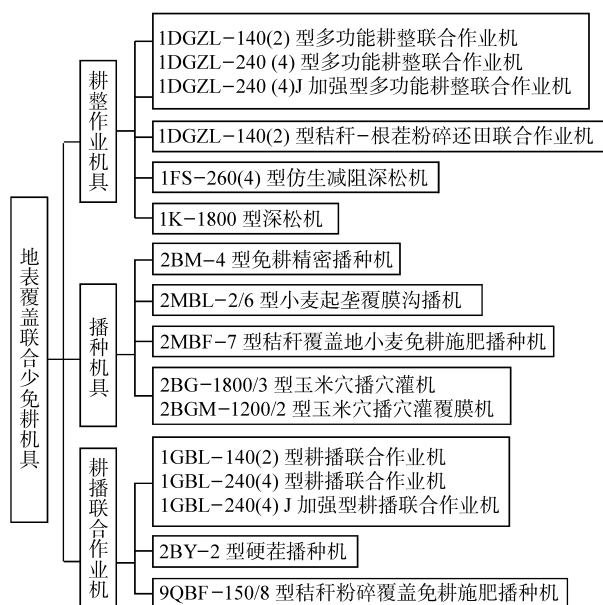 地表覆盖联合少免耕机具
耕整作业机具
1DGZL-140(2) 型多功能耕整联合作业机
1DGZL-240 (4) 型多功能耕整联合作业机
1DGZL-240 (4)J 加强型多功能耕整联合作业机
1DGZL-140(2) 型秸秆-根茬粉碎还田联合作业机
1FS-260(4) 型仿生减阻深松机
1K-1800 型深松机
播种机具
2BM-4 型免耕精密播种机
2MBL-2/6 型小麦起垄覆膜沟播机
2MBF-7 型秸秆覆盖地小麦免耕施肥播种机
2BG-1800/3 型玉米穴播穴灌机
2BGM-1200/2 型玉米穴播穴灌覆膜机
耕播联合作业机
1GBL-140(2) 型耕播联合作业机
1GBL-240(4) 型耕播联合作业机
1GBL-240(4) J 加强型耕播联合作业机
2BY-2 型硬茬播种机
9QBF-150/8 型秸秆粉碎覆盖免耕施肥播种机